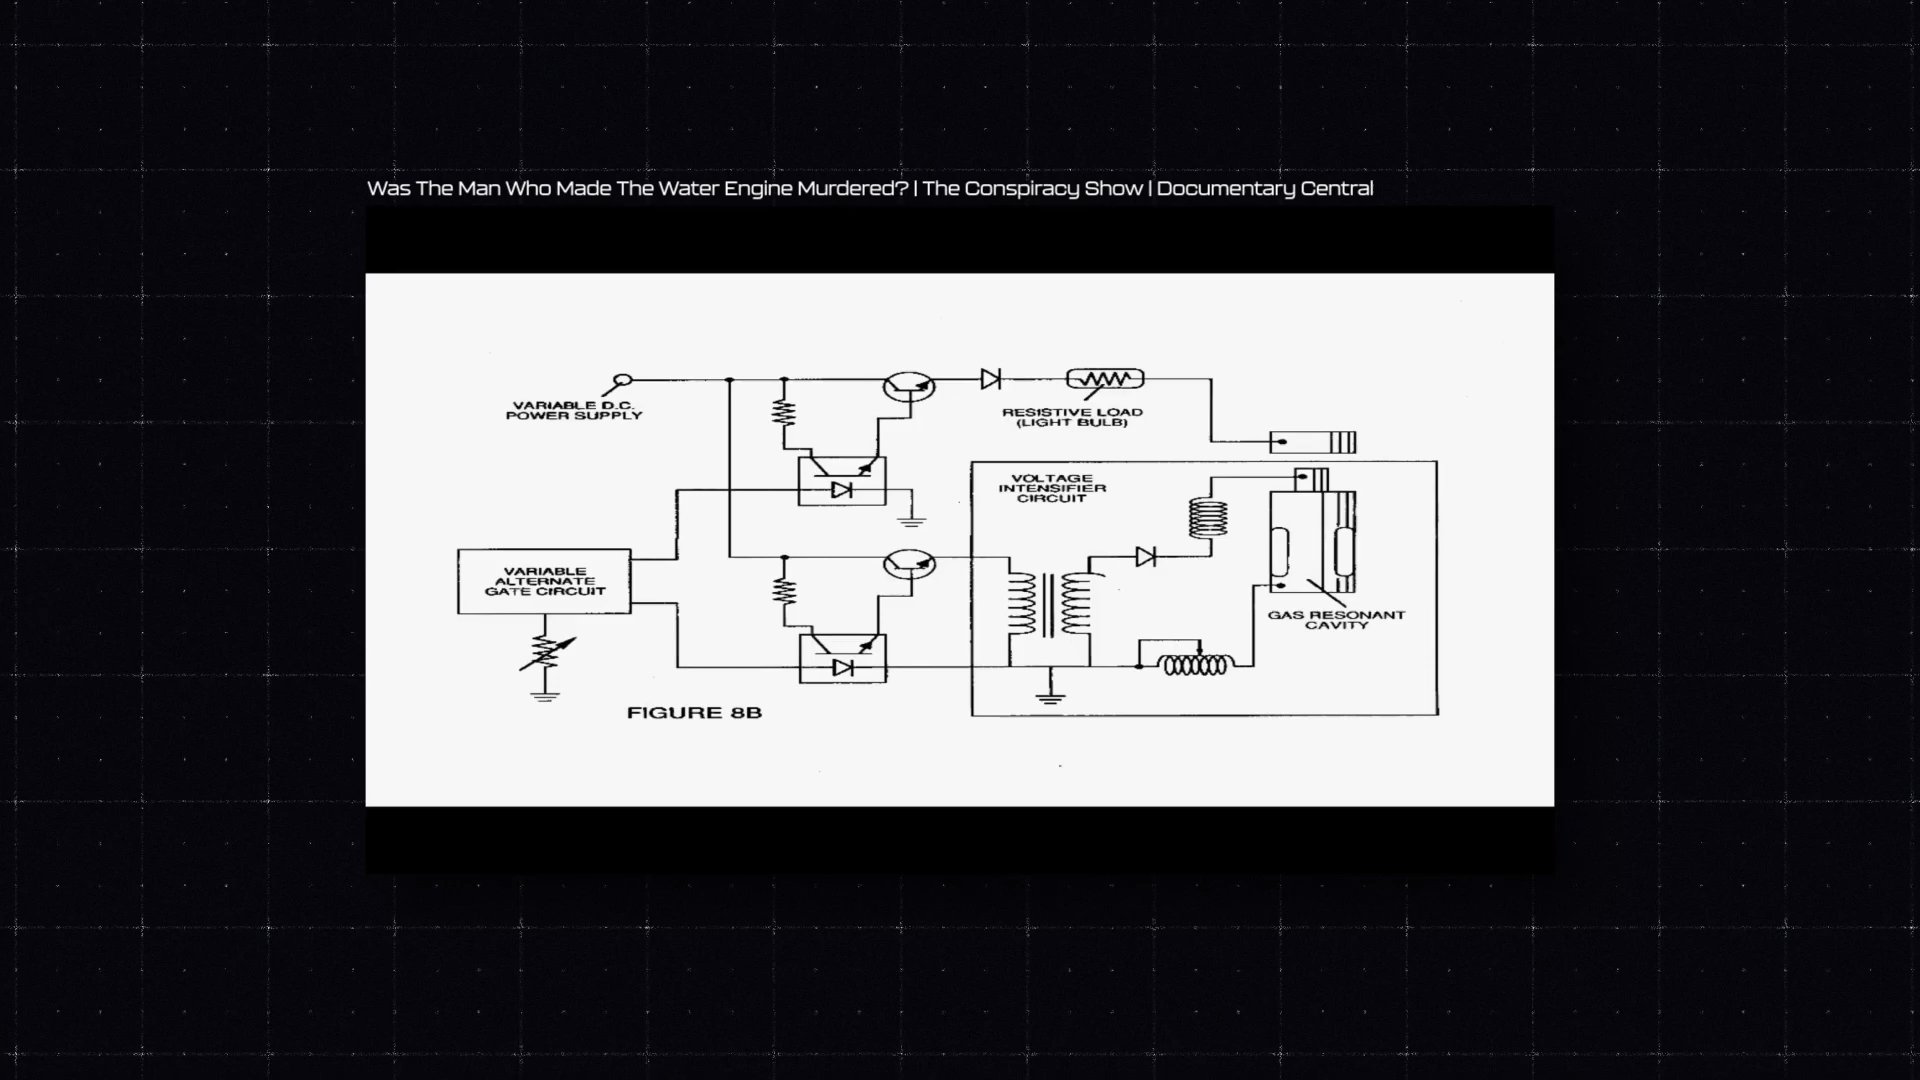 Was The Man Who Made The Water Engine Murdered? | The Conspiracy Show | Documentary Central
VARIABLE D.C.
POWER SUPPLY
RESISTIVE LOAD
(LIGHT BULB)
VOLTAGE
INTENSIFIER
CIRCUIT
VARIABLE
ALTERNATE
GATE CIRCUIT
GAS RESONANT
CAVITY
FIGURE 8B